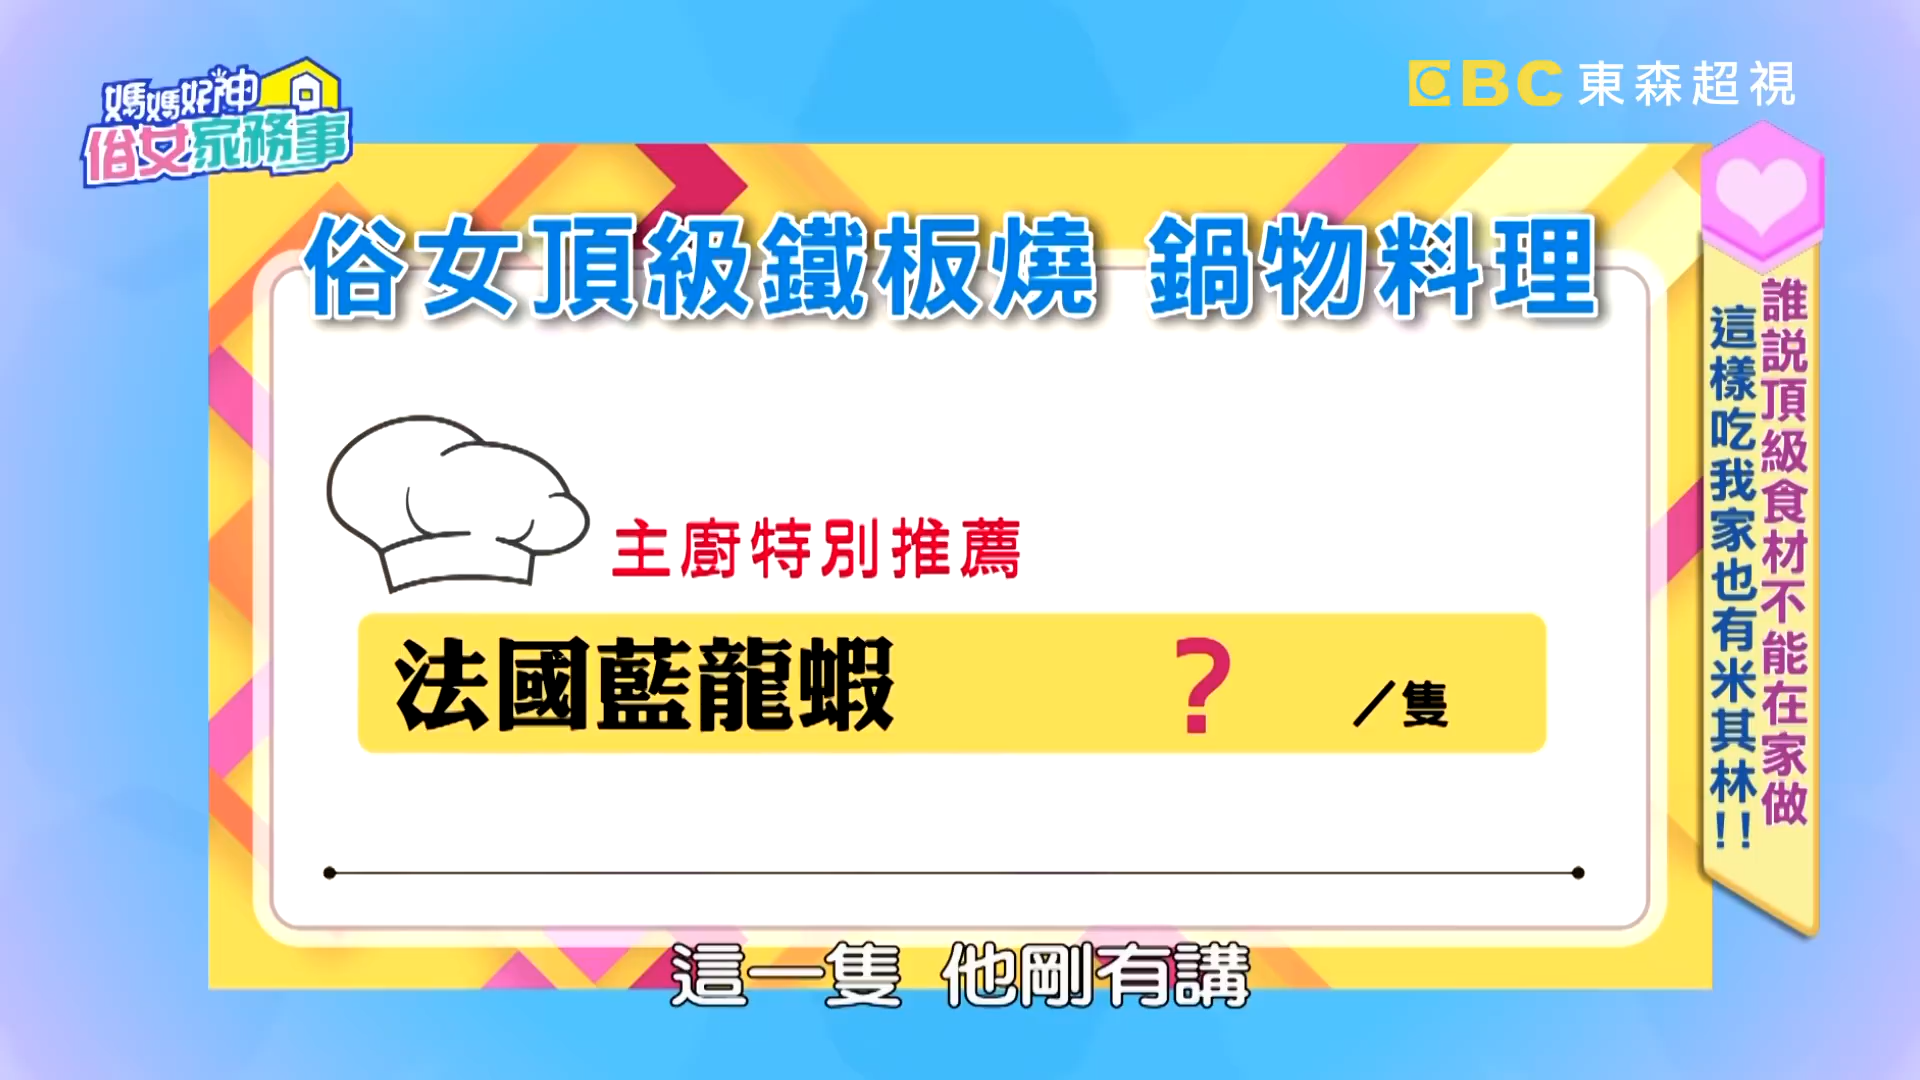 媽媽好神
俗女家務事
EBC 東森超視
俗女頂級鐵板燒 鍋物料理
誰説頂級食材不能在家做
這樣吃我家也有米其林!!
主廚特別推薦
法國藍龍蝦 ? /隻
這一隻 他剛有講